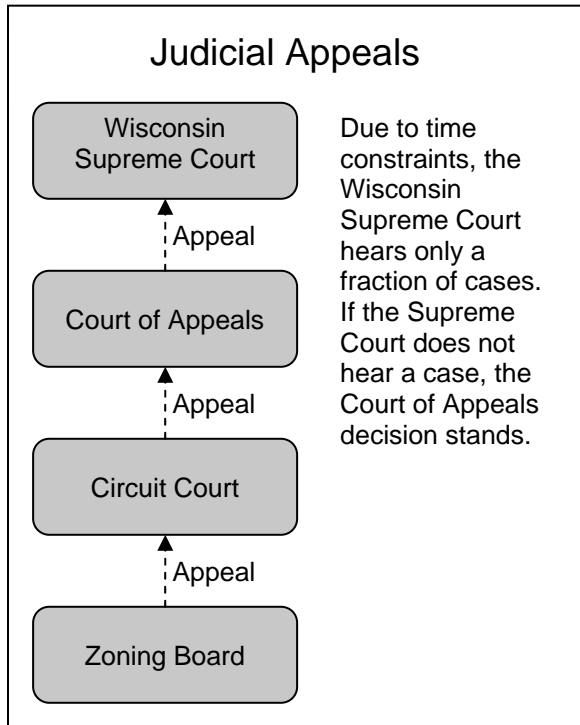 Judicial Appeals
Wisconsin
Supreme Court
Appeal
Court of Appeals
Appeal
Circuit Court
Appeal
Zoning Board
Due to time
constraints, the
Wisconsin
Supreme Court
hears only a
fraction of cases.
If the Supreme
Court does not
hear a case, the
Court of Appeals
decision stands.